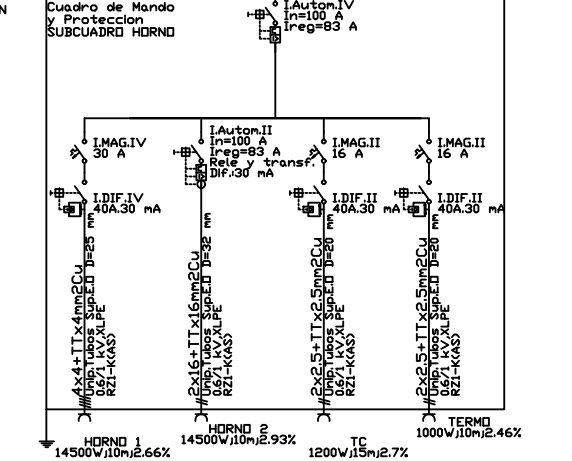 N
Cuadro de Mando
y Proteccion
SUBCUADRO HORNO
I.Autom.IV
In=100 A
Ireg=83 A
I.MAG.IV
30 A
I.DIF.IV
40A.30 mA
I.Autom.II
In=100 A
Ireg=83 A
Rele y transf.
Dif.:30 mA
I.MAG.II
16 A
I.DIF.II
40A.30 mA
I.MAG.II
16 A
I.DIF.II
40A.30 mA
4x4+TTx4mm2Cu
Unip.Tubos Sup.E.O D=25 mm
0.6/1 kV,XLPE
RZ1-K(AS)
2x16+TTx16mm2Cu
Unip.Tubos Sup.E.O D=32 mm
0.6/1 kV,XLPE
RZ1-K(AS)
2x2.5+TTx2.5mm2Cu
Unip.Tubos Sup.E.O D=20 mm
0.6/1 kV,XLPE
RZ1-K(AS)
2x2.5+TTx2.5mm2Cu
Unip.Tubos Sup.E.O D=20 mm
0.6/1 kV,XLPE
RZ1-K(AS)
HORNO 1
14500W;10m;2.66%
HORNO 2
14500W;10m;2.93%
TC
1200W;15m;2.7%
TERMO
1000W;10m;2.46%